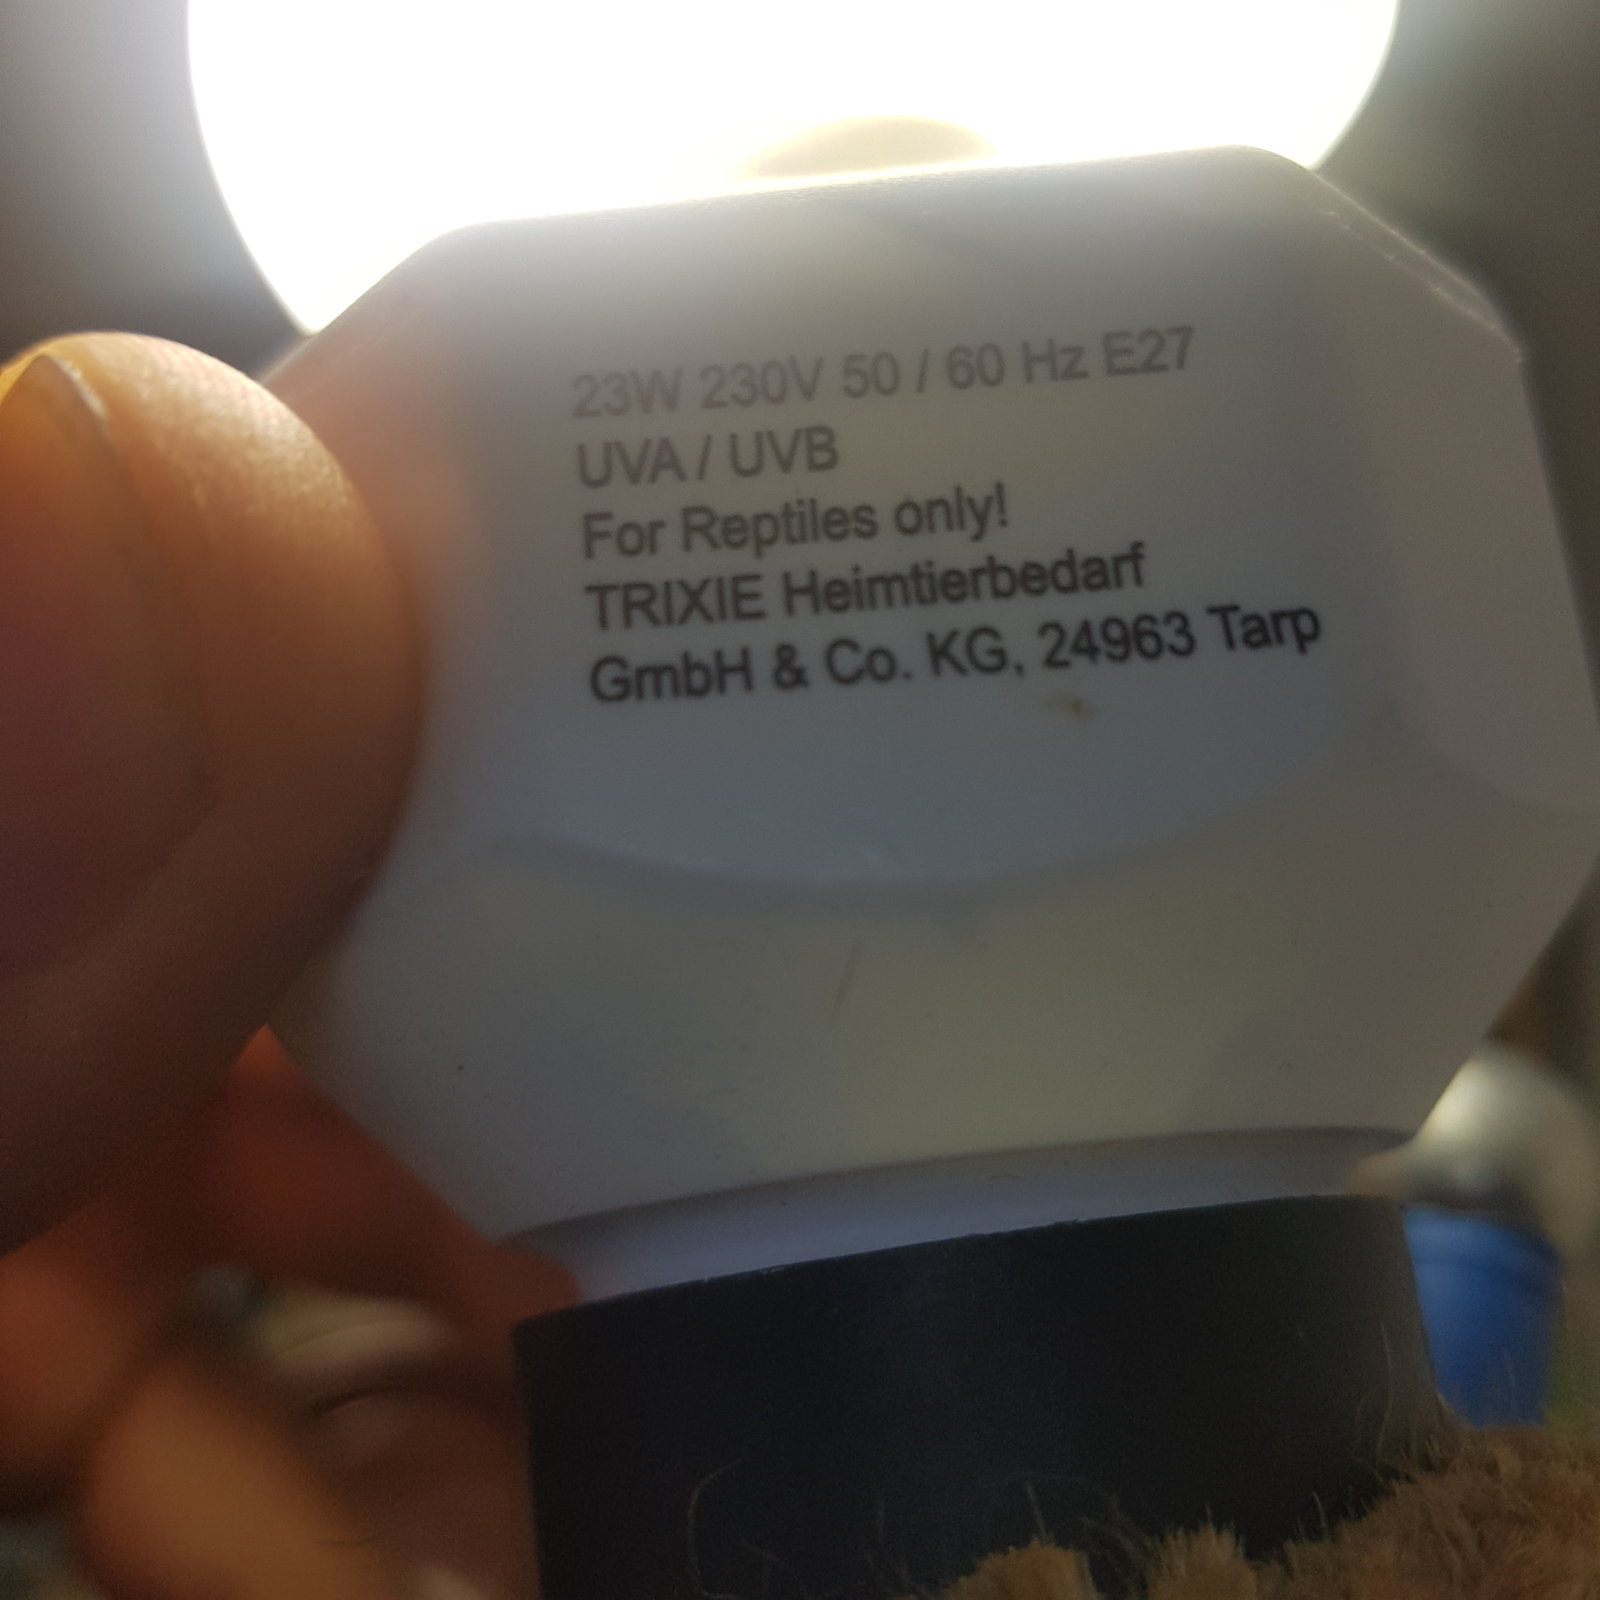 23W 230V 50 / 60 Hz E27
UVA / UVB
For Reptiles only!
TRIXIE Heimtierbedarf
GmbH & Co. KG, 24963 Tarp